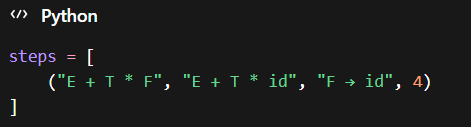 </> Python
steps = [
("E + T * F", "E + T * id", "F → id", 4)
]